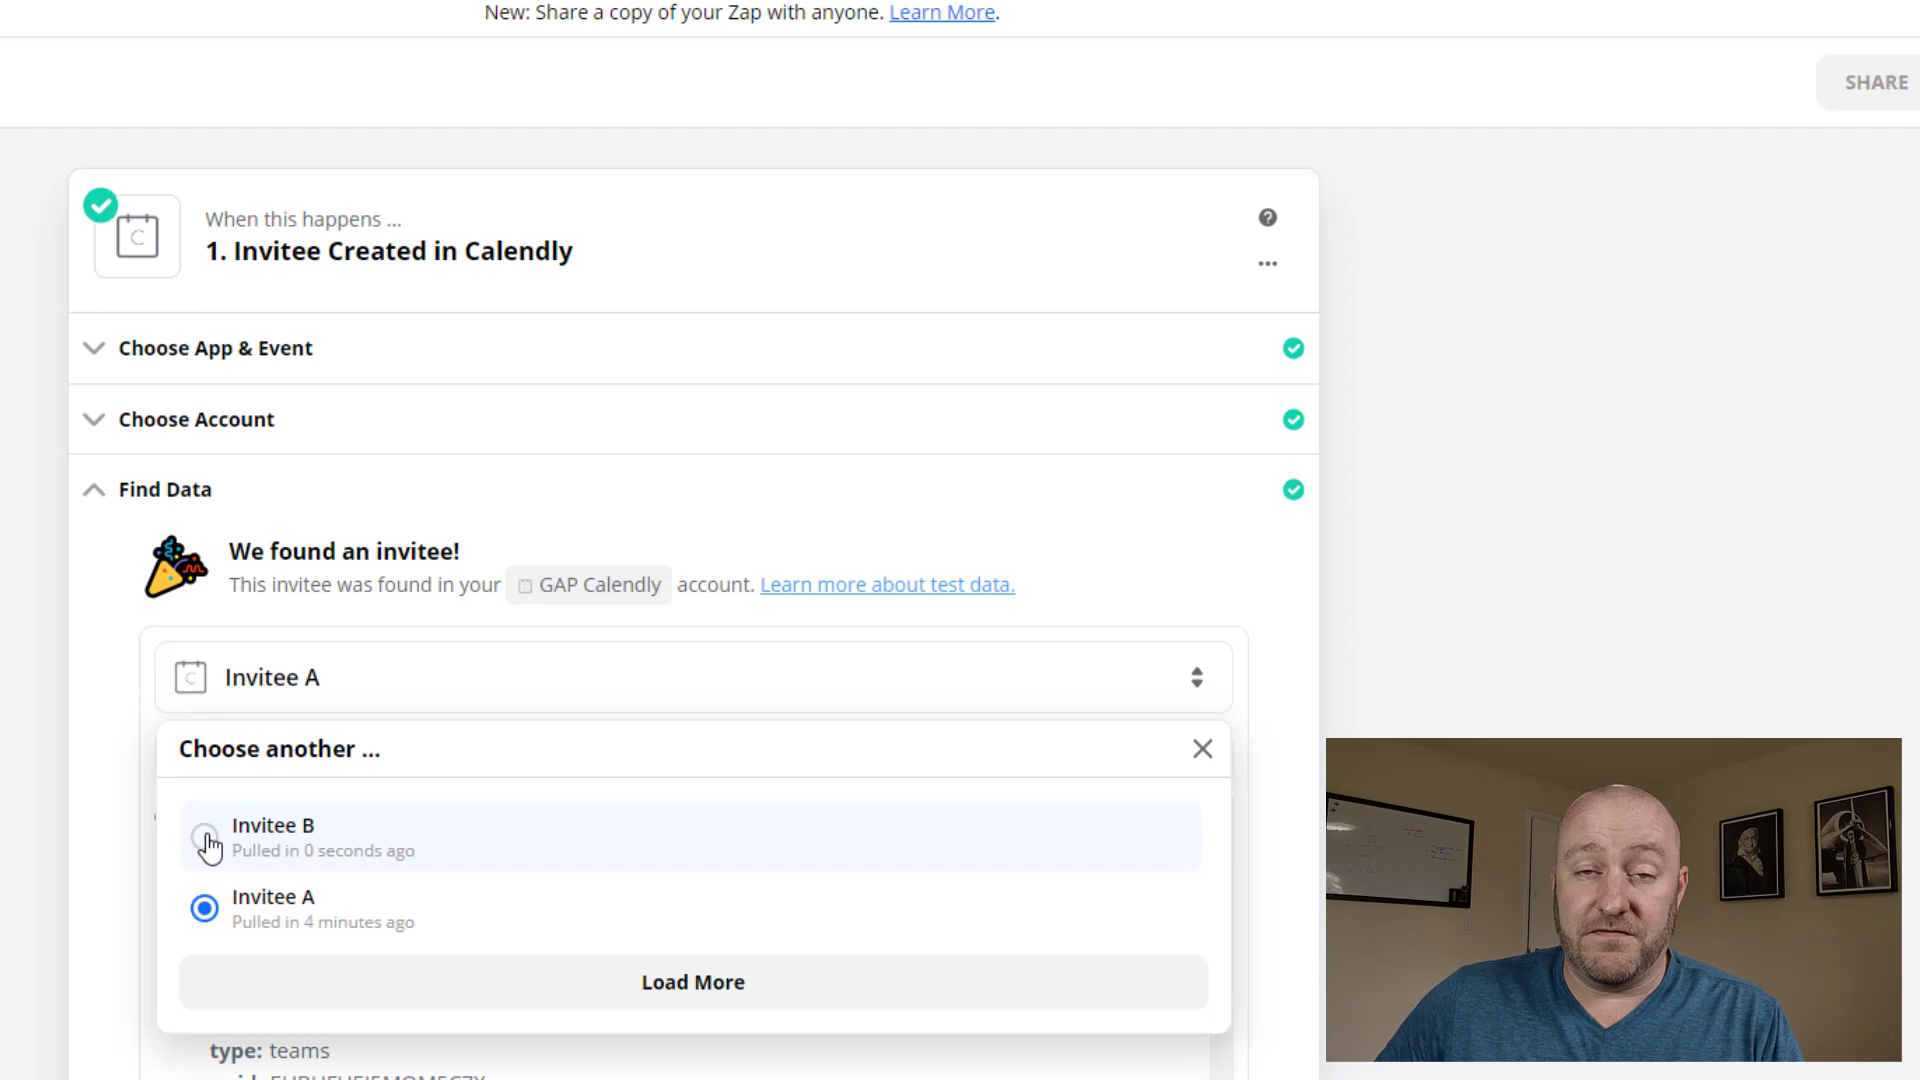 New: Share a copy of your Zap with anyone. Learn More.
SHARE
When this happens ...
1. Invitee Created in Calendly
Choose App & Event
Choose Account
Find Data
We found an invitee!
This invitee was found in your GAP Calendly account. Learn more about test data.
Invitee A
Choose another ...
Invitee B
Pulled in 0 seconds ago
Invitee A
Pulled in 4 minutes ago
Load More
type: teams